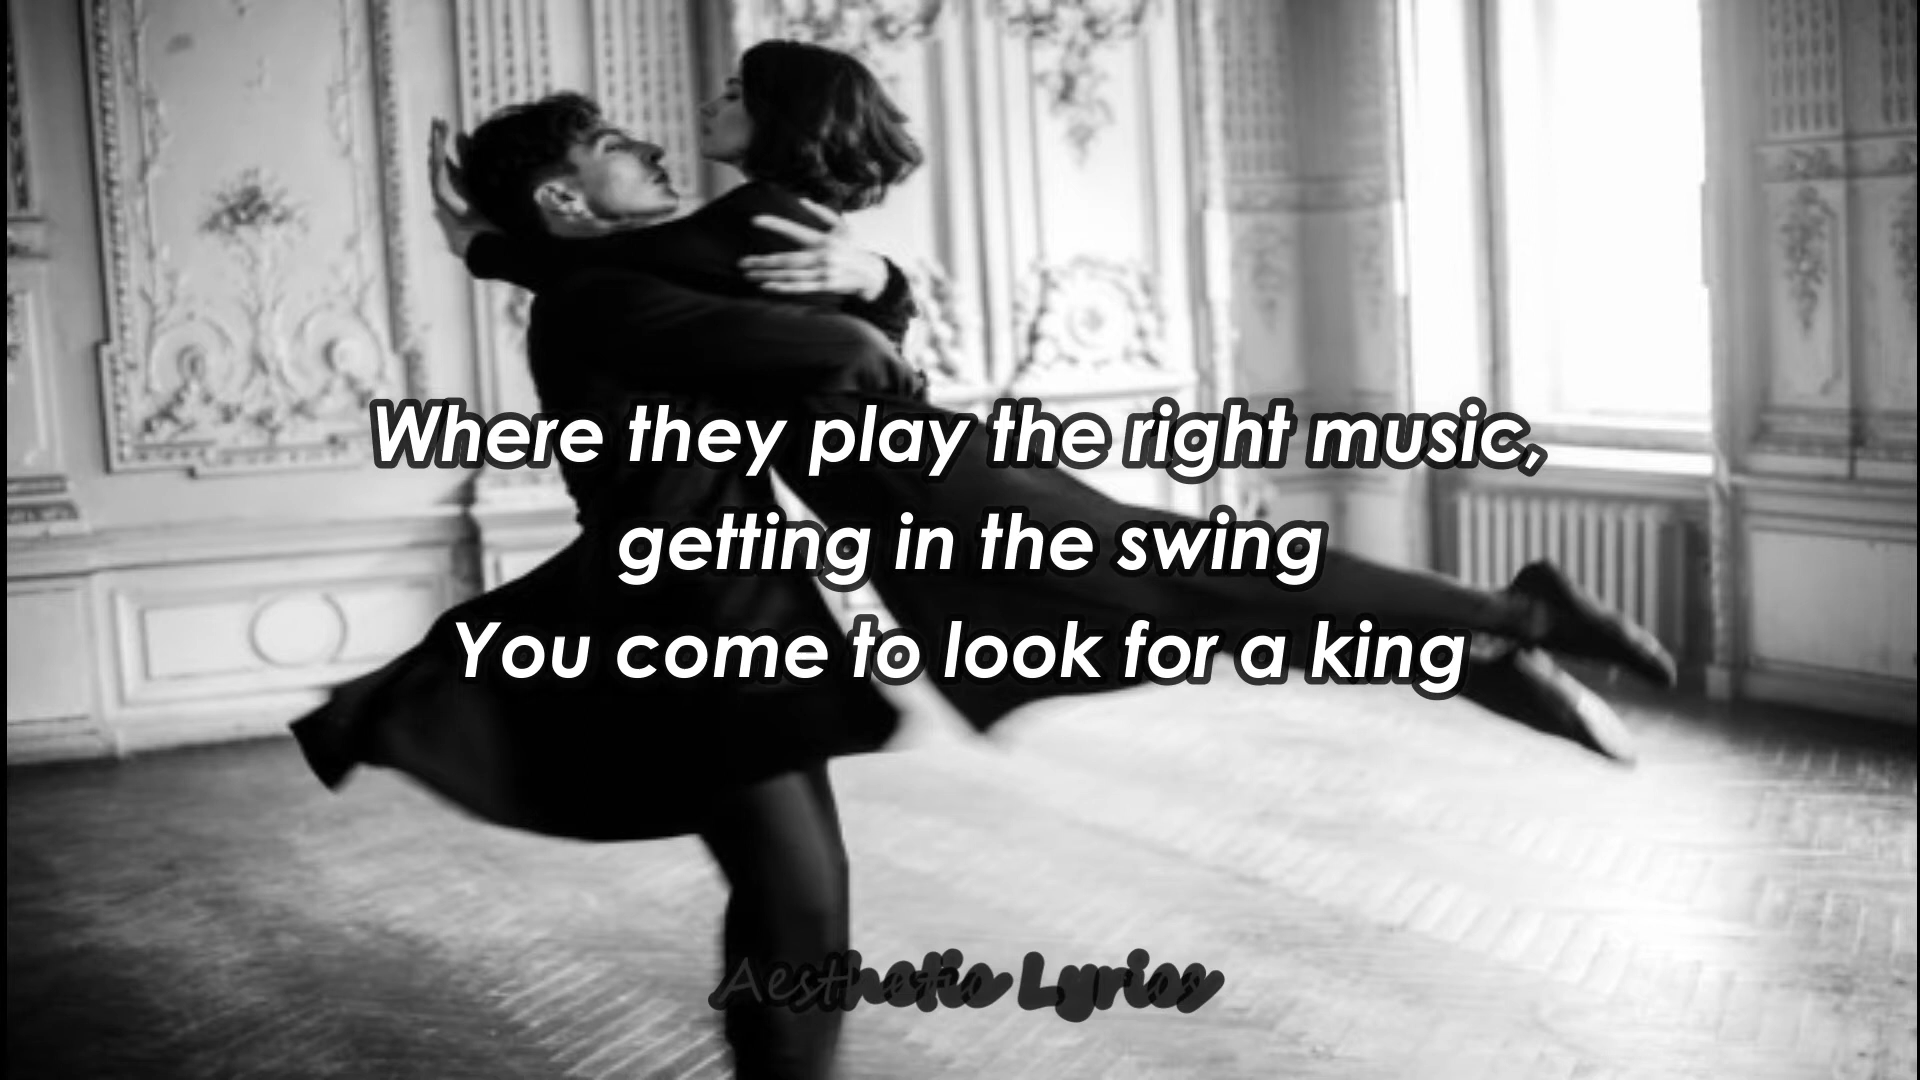 Where they play the right music,
getting in the swing
You come to look for a king
Aesthetic Lyrics